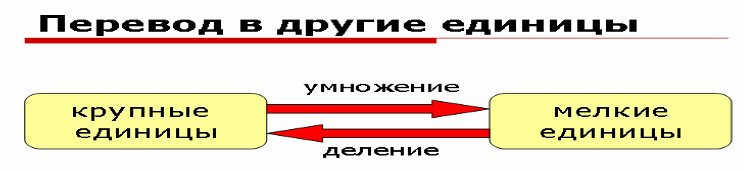 Перевод в другие единицы
умножение
крупные
единицы
мелкие
единицы
деление